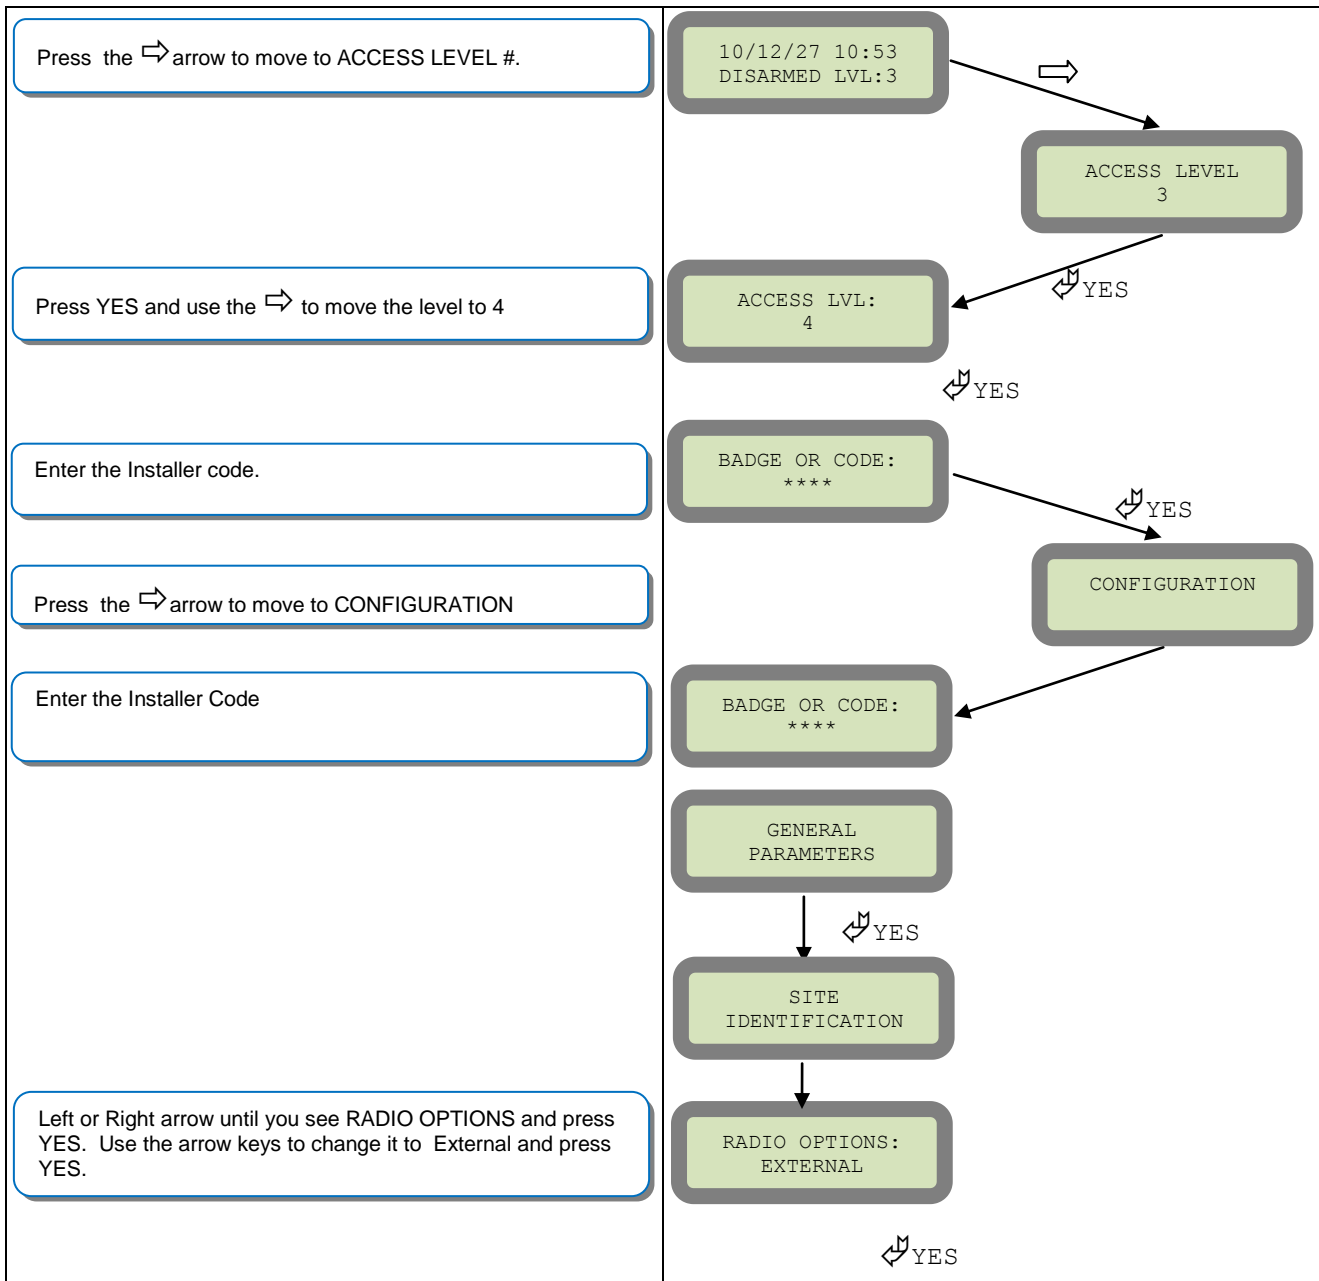 Press the ⇨ arrow to move to ACCESS LEVEL #.
10/12/27 10:53
DISARMED LVL:3
⇨
ACCESS LEVEL
3
YES
Press YES and use the ⇨ to move the level to 4
ACCESS LVL:
4
YES
Enter the Installer code.
BADGE OR CODE:
****
YES
Press the ⇨ arrow to move to CONFIGURATION
CONFIGURATION
Enter the Installer Code
BADGE OR CODE:
****
GENERAL
PARAMETERS
YES
SITE
IDENTIFICATION
Left or Right arrow until you see RADIO OPTIONS and press
YES. Use the arrow keys to change it to External and press
YES.
RADIO OPTIONS:
EXTERNAL
YES